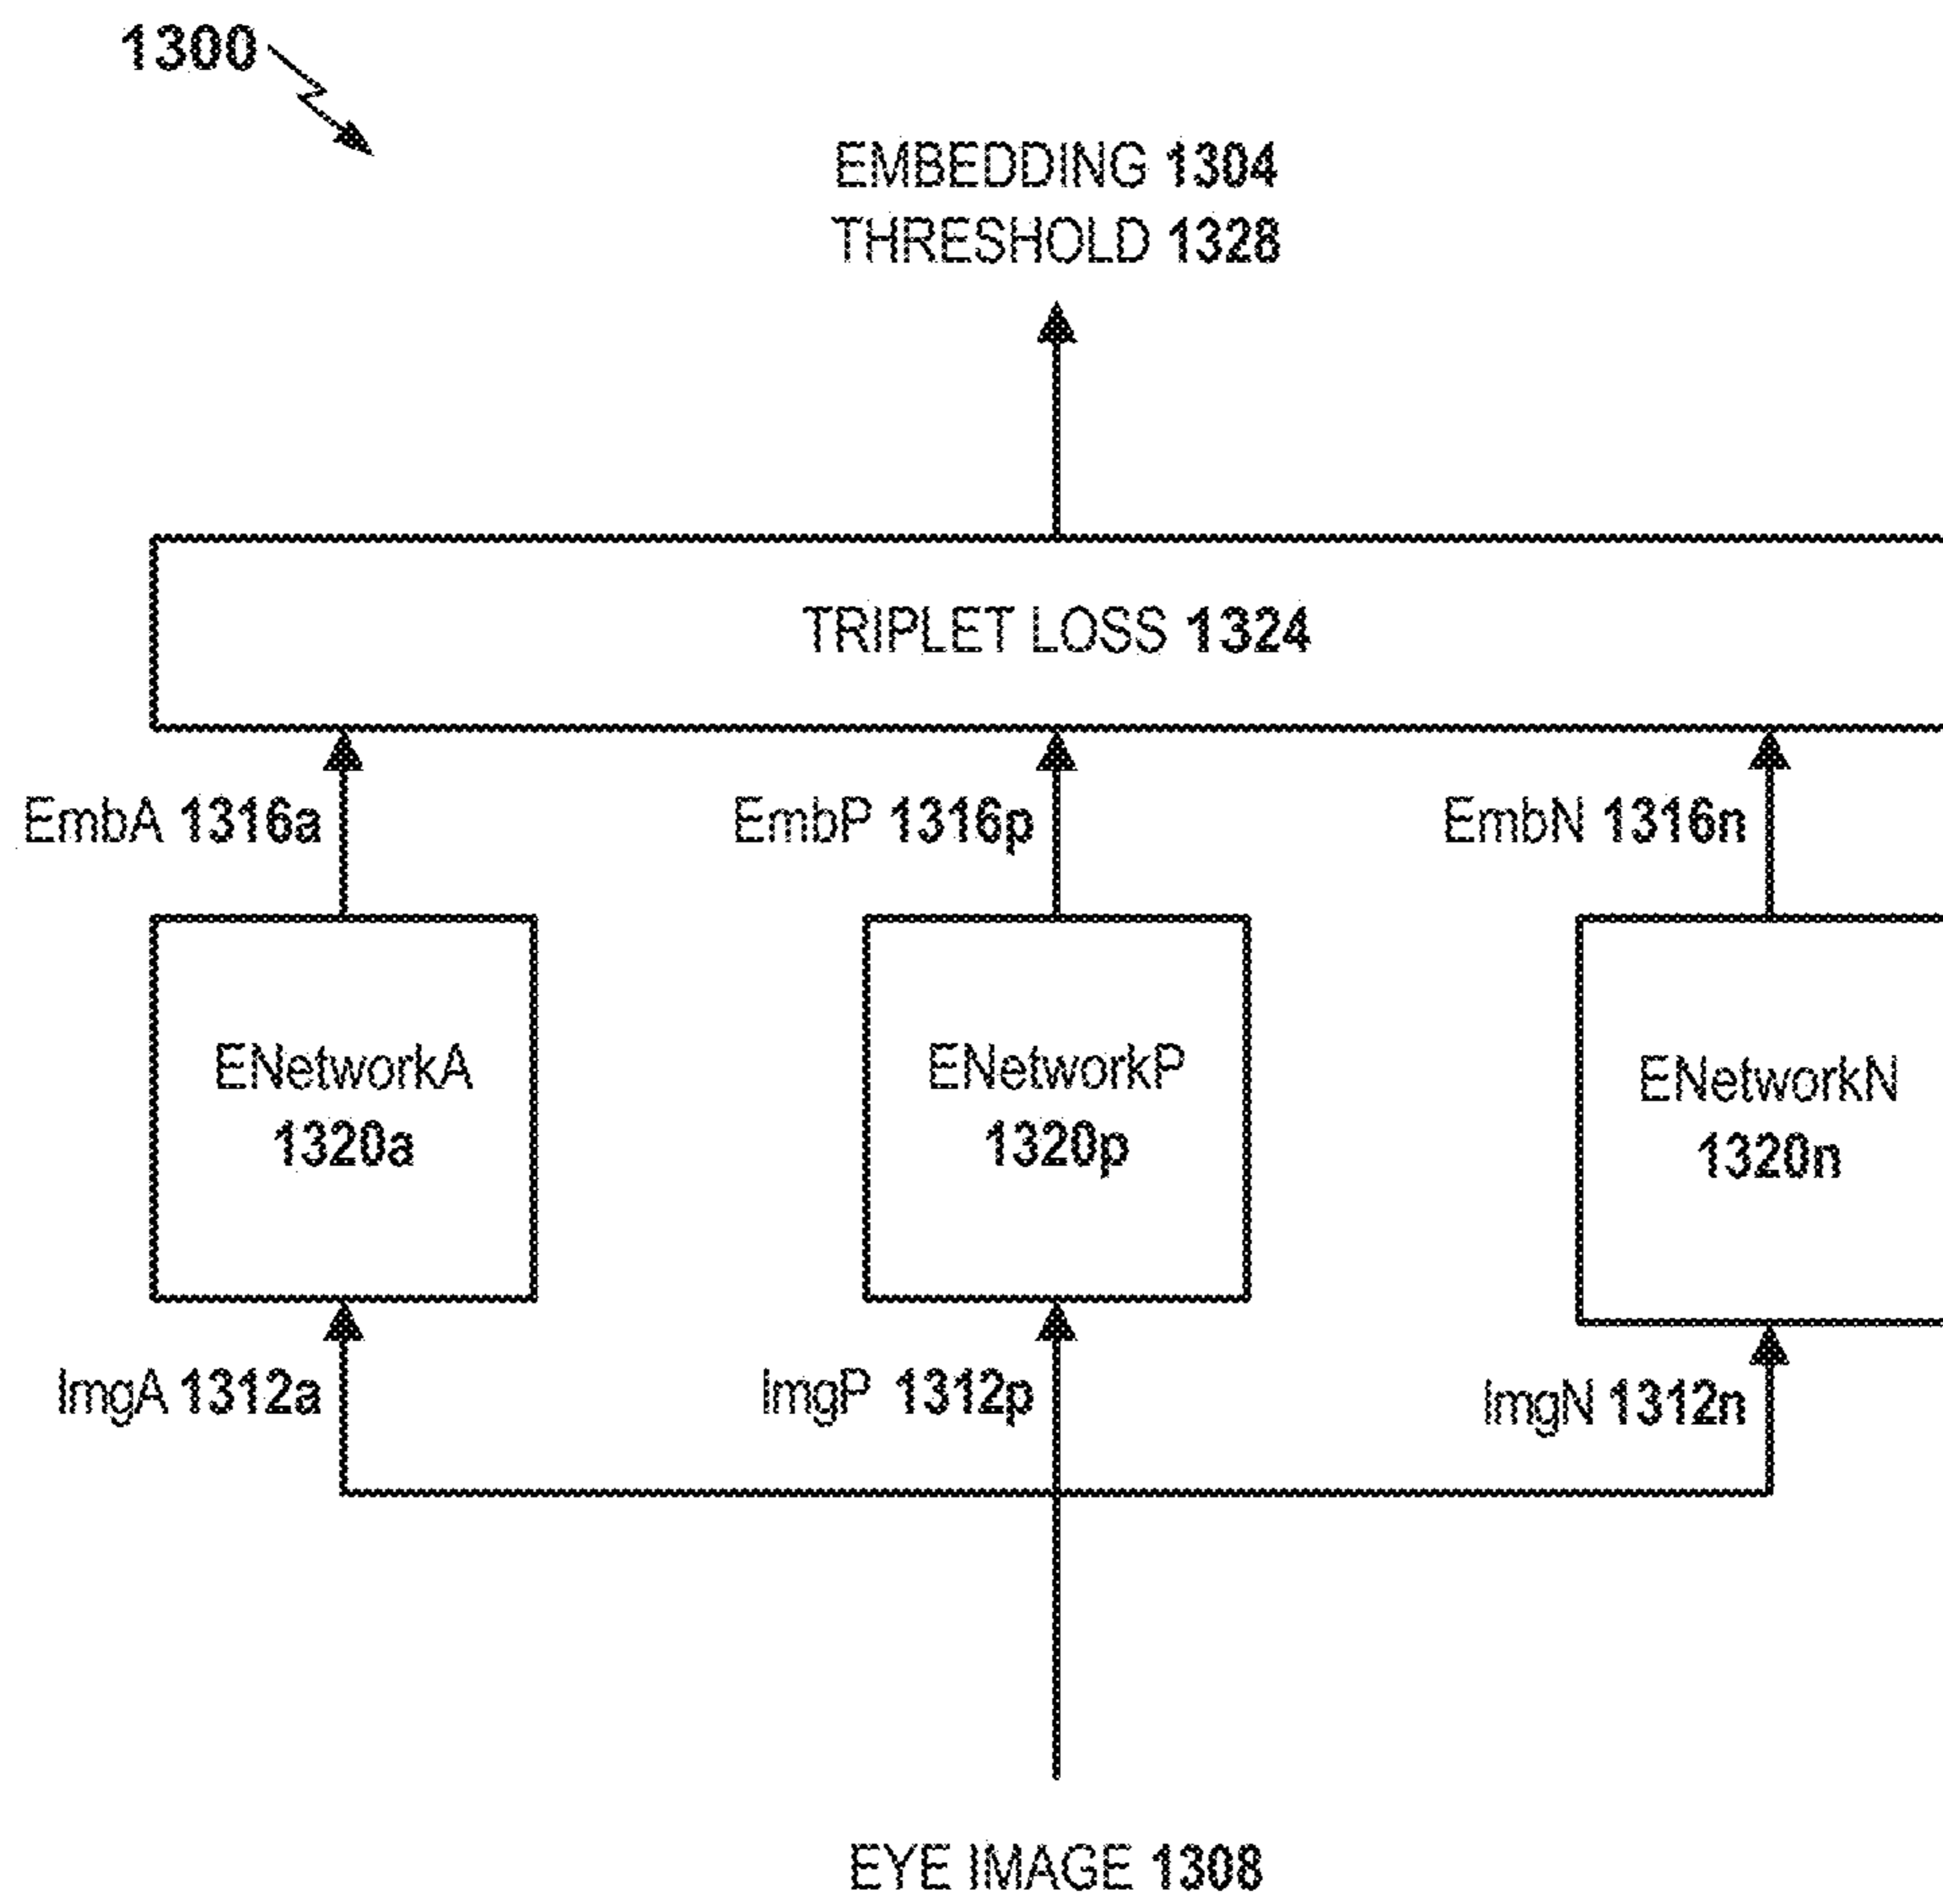 1300
EMBEDDING 1304
THRESHOLD 1328
TRIPLET LOSS 1324
EmbA 1316a
EmbP 1316p
EmbN 1316n
ENetworkA
1320a
ENetworkP
1320p
ENetworkN
1320n
ImgA 1312a
ImgP 1312p
ImgN 1312n
EYE IMAGE 1308